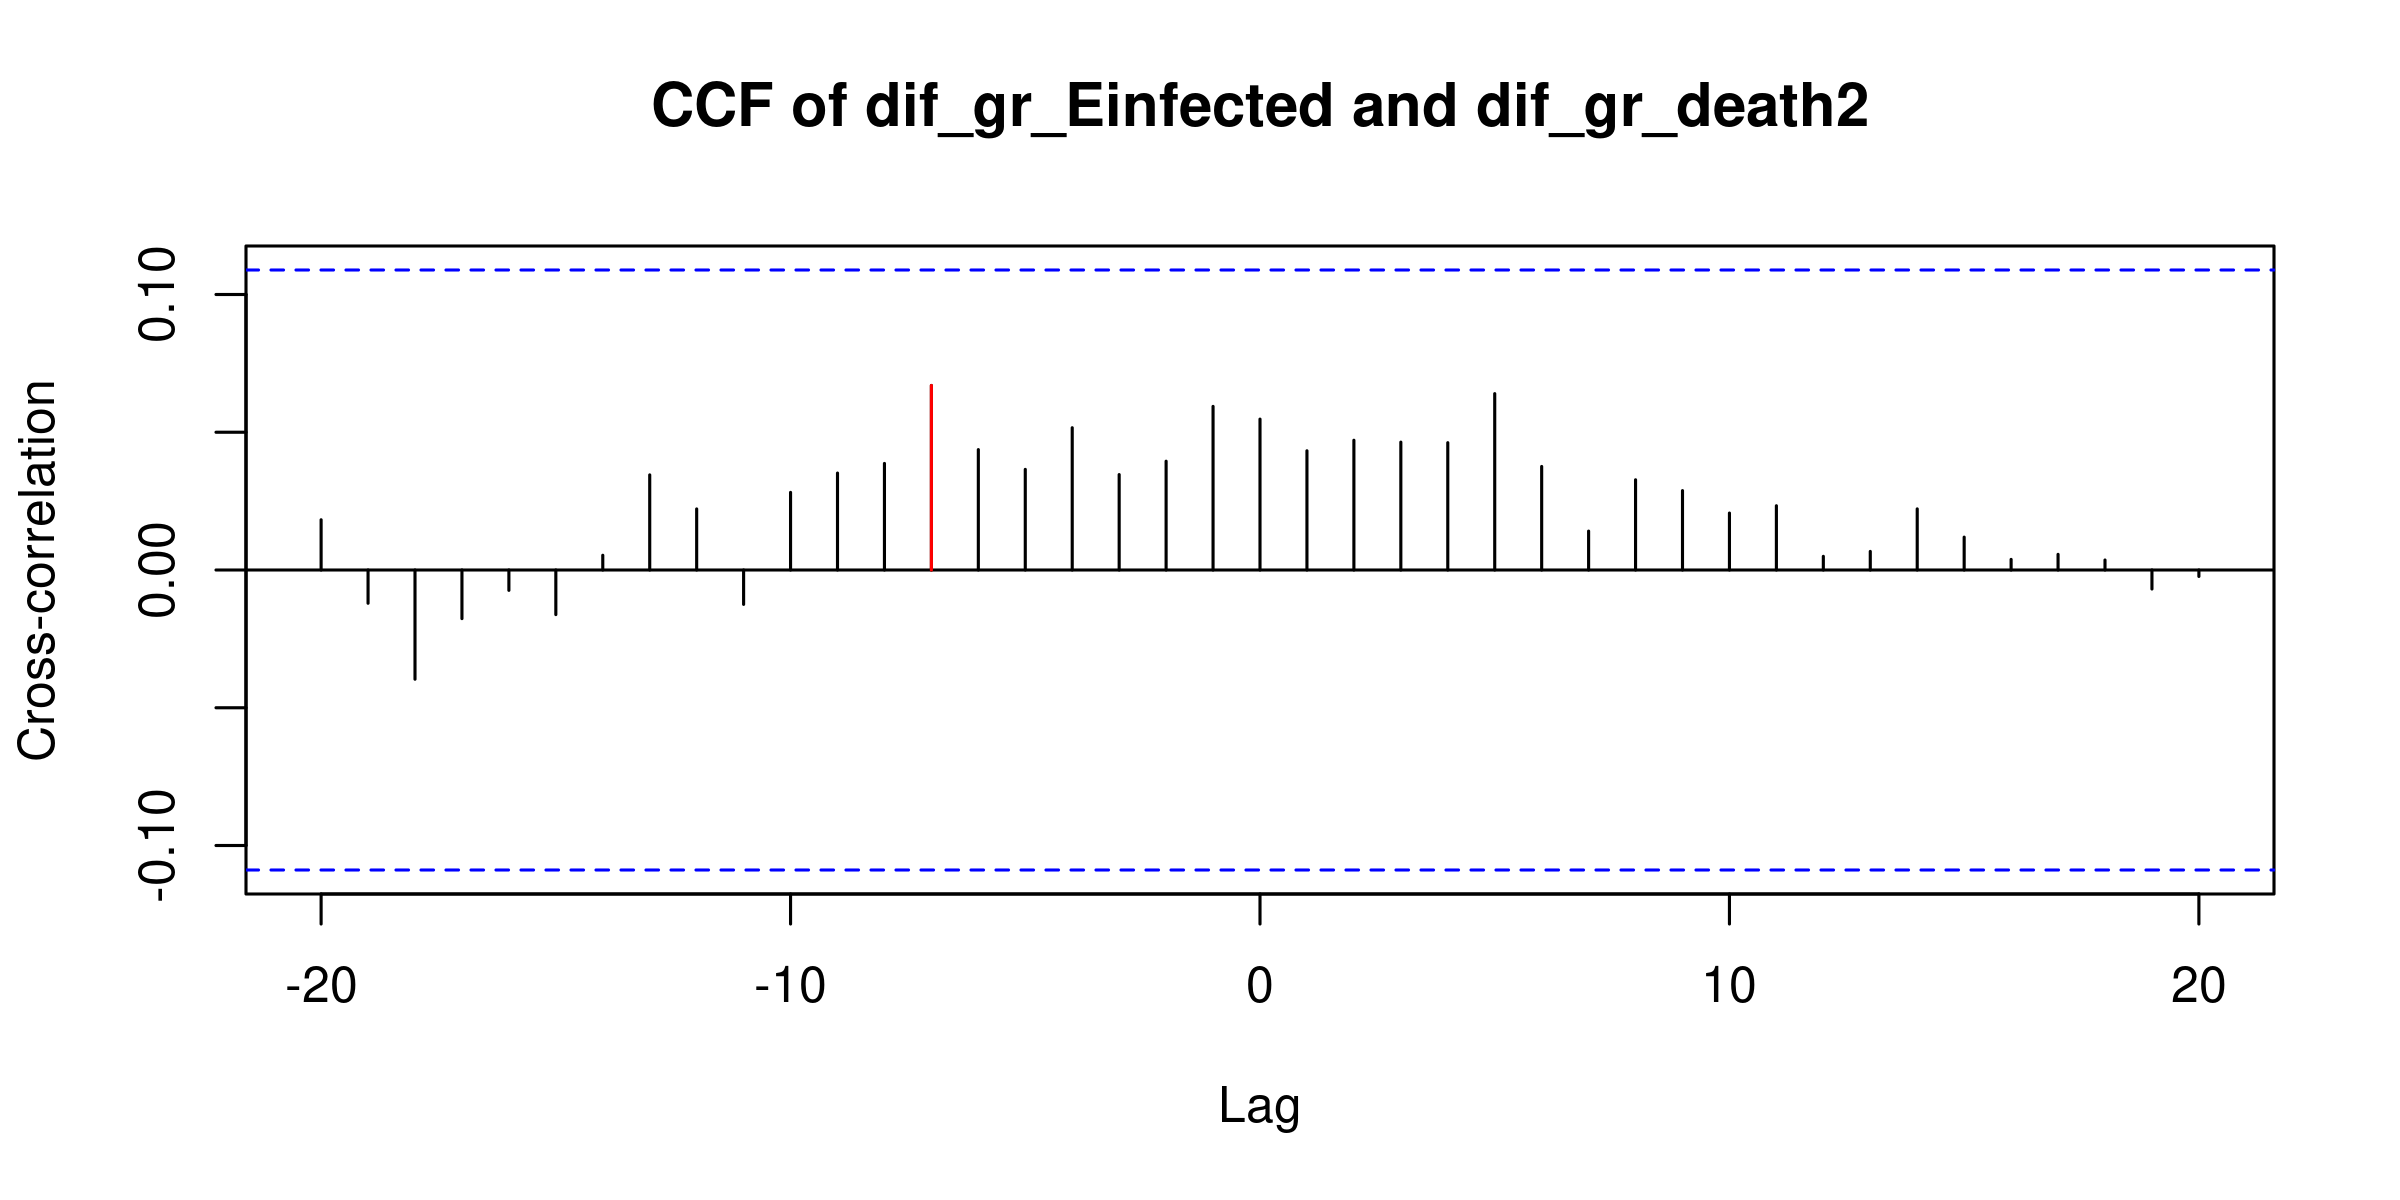 CCF of dif_gr_Einfected and dif_gr_death2
Cross-correlation
0.10
0.00
-0.10
-20 -10 0 10 20
Lag